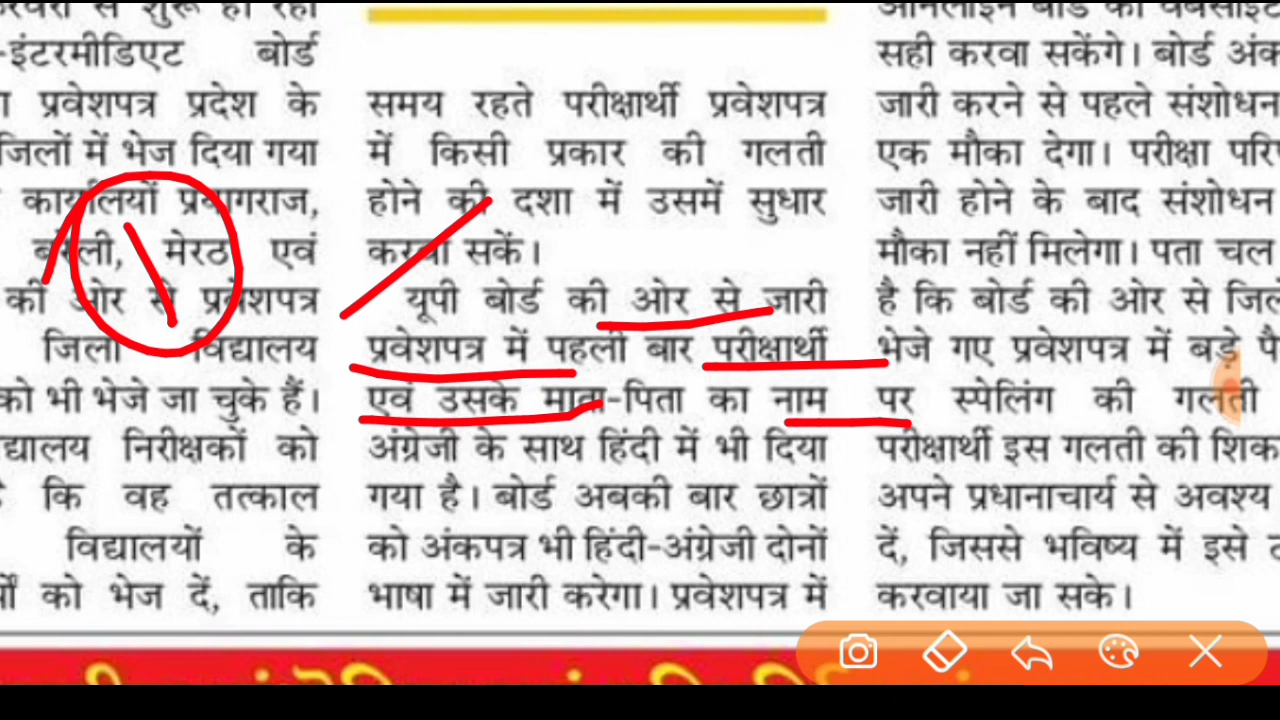 -इंटरमीडिएट बोर्ड
प्रवेशपत्र प्रदेश के
जिलों में भेज दिया गया
कार्यालयों प्रयागराज,
बरेली, मेरठ एवं
की ओर से प्रवेशपत्र
जिला विद्यालय
को भी भेजे जा चुके हैं।
निरीक्षकों को
कि वह तत्काल
विद्यालयों के
को भेज दें, ताकि
समय रहते परीक्षार्थी प्रवेशपत्र
में किसी प्रकार की गलती
होने की दशा में उसमें सुधार
करवा सकें।
यूपी बोर्ड की ओर से जारी
प्रवेशपत्र में पहली बार परीक्षार्थी
एवं उसके माता-पिता का नाम
अंग्रेजी के साथ हिंदी में भी दिया
गया है। बोर्ड अबकी बार छात्रों
को अंकपत्र भी हिंदी-अंग्रेजी दोनों
भाषा में जारी करेगा। प्रवेशपत्र में
सही करवा सकेंगे। बोर्ड
जारी करने से पहले संशोधन
एक मौका देगा। परीक्षा
जारी होने के बाद संशोधन
मौका नहीं मिलेगा। पता चल
है कि बोर्ड की ओर से
भेजे गए प्रवेशपत्र में बड़े
पर स्पेलिंग की गलती
परीक्षार्थी इस गलती की
अपने प्रधानाचार्य से अवश्य
दें, जिससे भविष्य में इसे
करवाया जा सके।